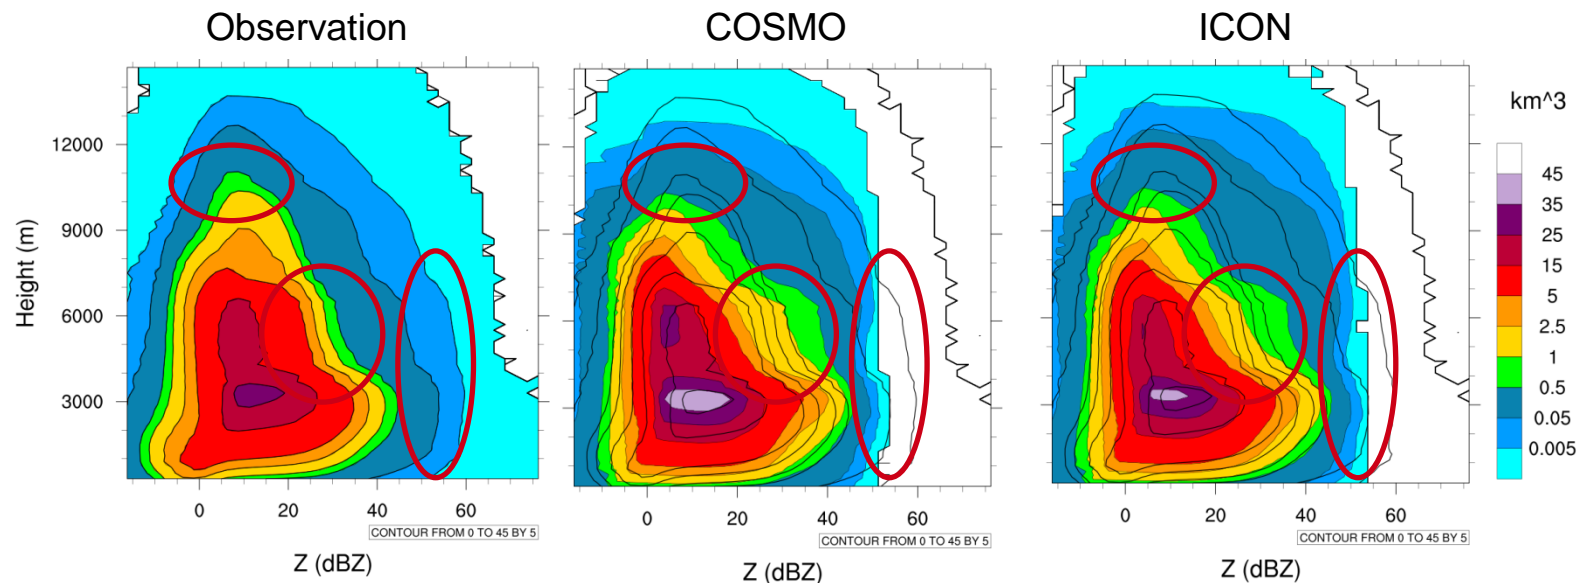 Observation
COSMO
ICON
Height (m)
12000
9000
6000
3000
0
20
40
60
CONTOUR FROM 0 TO 45 BY 5
Z (dBZ)
0
20
40
60
CONTOUR FROM 0 TO 45 BY 5
Z (dBZ)
0
20
40
60
CONTOUR FROM 0 TO 45 BY 5
Z (dBZ)
km^3
45
35
25
15
5
2.5
1
0.5
0.05
0.005